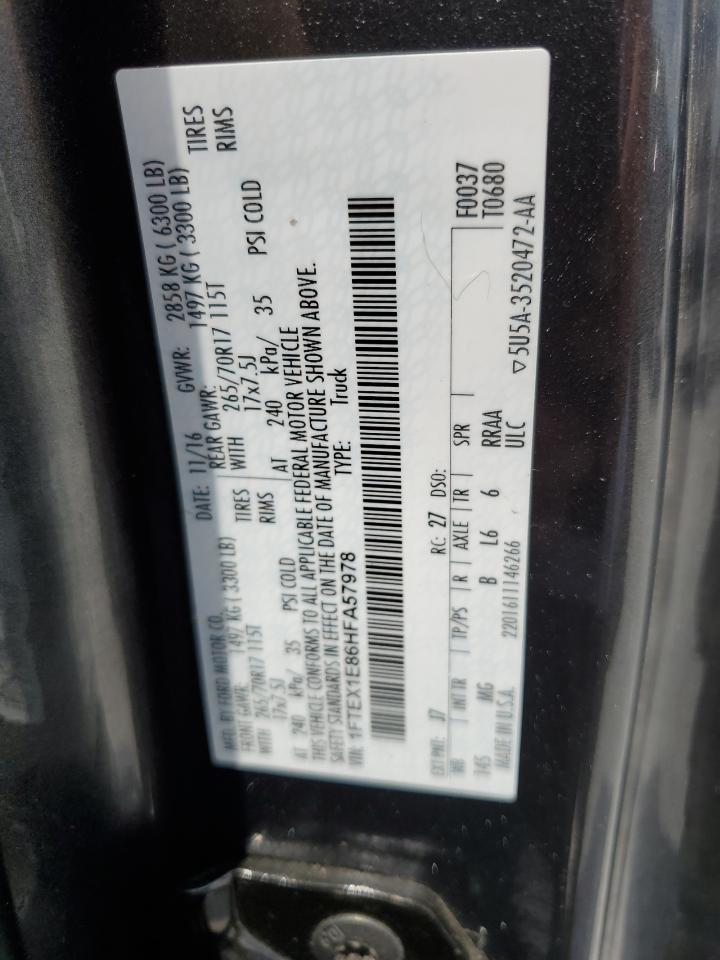 MFD. BY FORD MOTOR CO.
DATE: 11/16 GVWR: 2858 KG ( 6300 LB)
FRONT GAWR: 1497 KG ( 3300 LB) REAR GAWR: 1497 KG ( 3300 LB)
WITH 265/70R17 115T TIRES WITH 265/70R17 115T TIRES
17x7.5J RIMS 17x7.5J RIMS
AT 240 kPa/ 35 PSI COLD AT 240 kPa/ 35 PSI COLD
THIS VEHICLE CONFORMS TO ALL APPLICABLE FEDERAL MOTOR VEHICLE
SAFETY STANDARDS IN EFFECT ON THE DATE OF MANUFACTURE SHOWN ABOVE.
VIN: 1FTEX1E86HFA57978 TYPE: Truck
EXT PNT: J7 RC: 27 DSO: F0037
T0680
WB INT TR TP/PS R AXLE TR SPR
145 MG B L6 6 RRAA
MADE IN U.S.A. 2201611146266 ULC ▽5U5A-3520472-AA